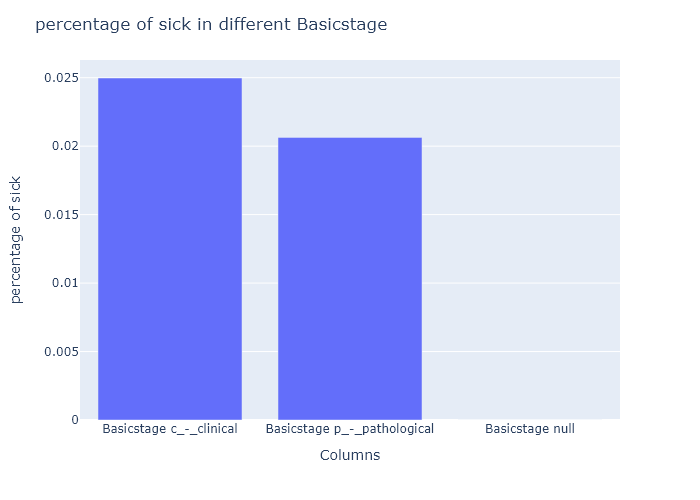 percentage of sick in different Basicstage
percentage of sick
0.025
0.02
0.015
0.01
0.005
0
Basicstage c_-_clinical
Basicstage p_-_pathological
Basicstage null
Columns